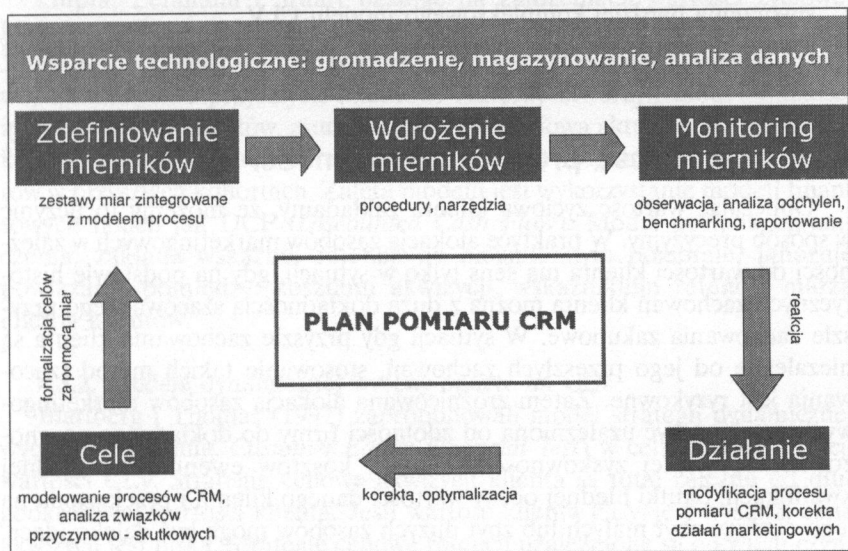 Wsparcie technologiczne: gromadzenie, magazynowanie, analiza danych
Zdefiniowanie
mierników
zestawy miar zintegrowane
z modelem procesu
Wdrożenie
mierników
procedury, narzędzia
Monitoring
mierników
obserwacja, analiza odchyleń,
benchmarking, raportowanie
formalizacja celów
za pomocą miar
PLAN POMIARU CRM
reakcja
Cele
modelowanie procesów CRM,
analiza związków
przyczynowo - skutkowych
korekta, optymalizacja
Działanie
modyfikacja procesu
pomiaru CRM, korekta
działań marketingowych